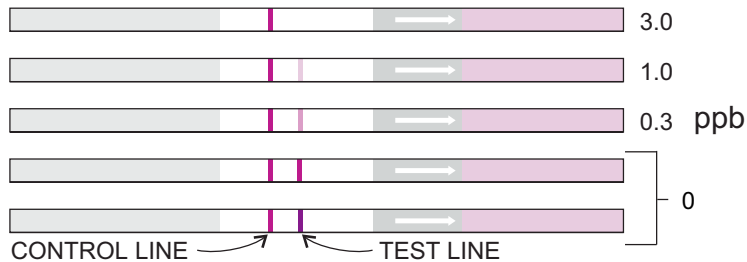 3.0
1.0
0.3 ppb
0
CONTROL LINE
TEST LINE